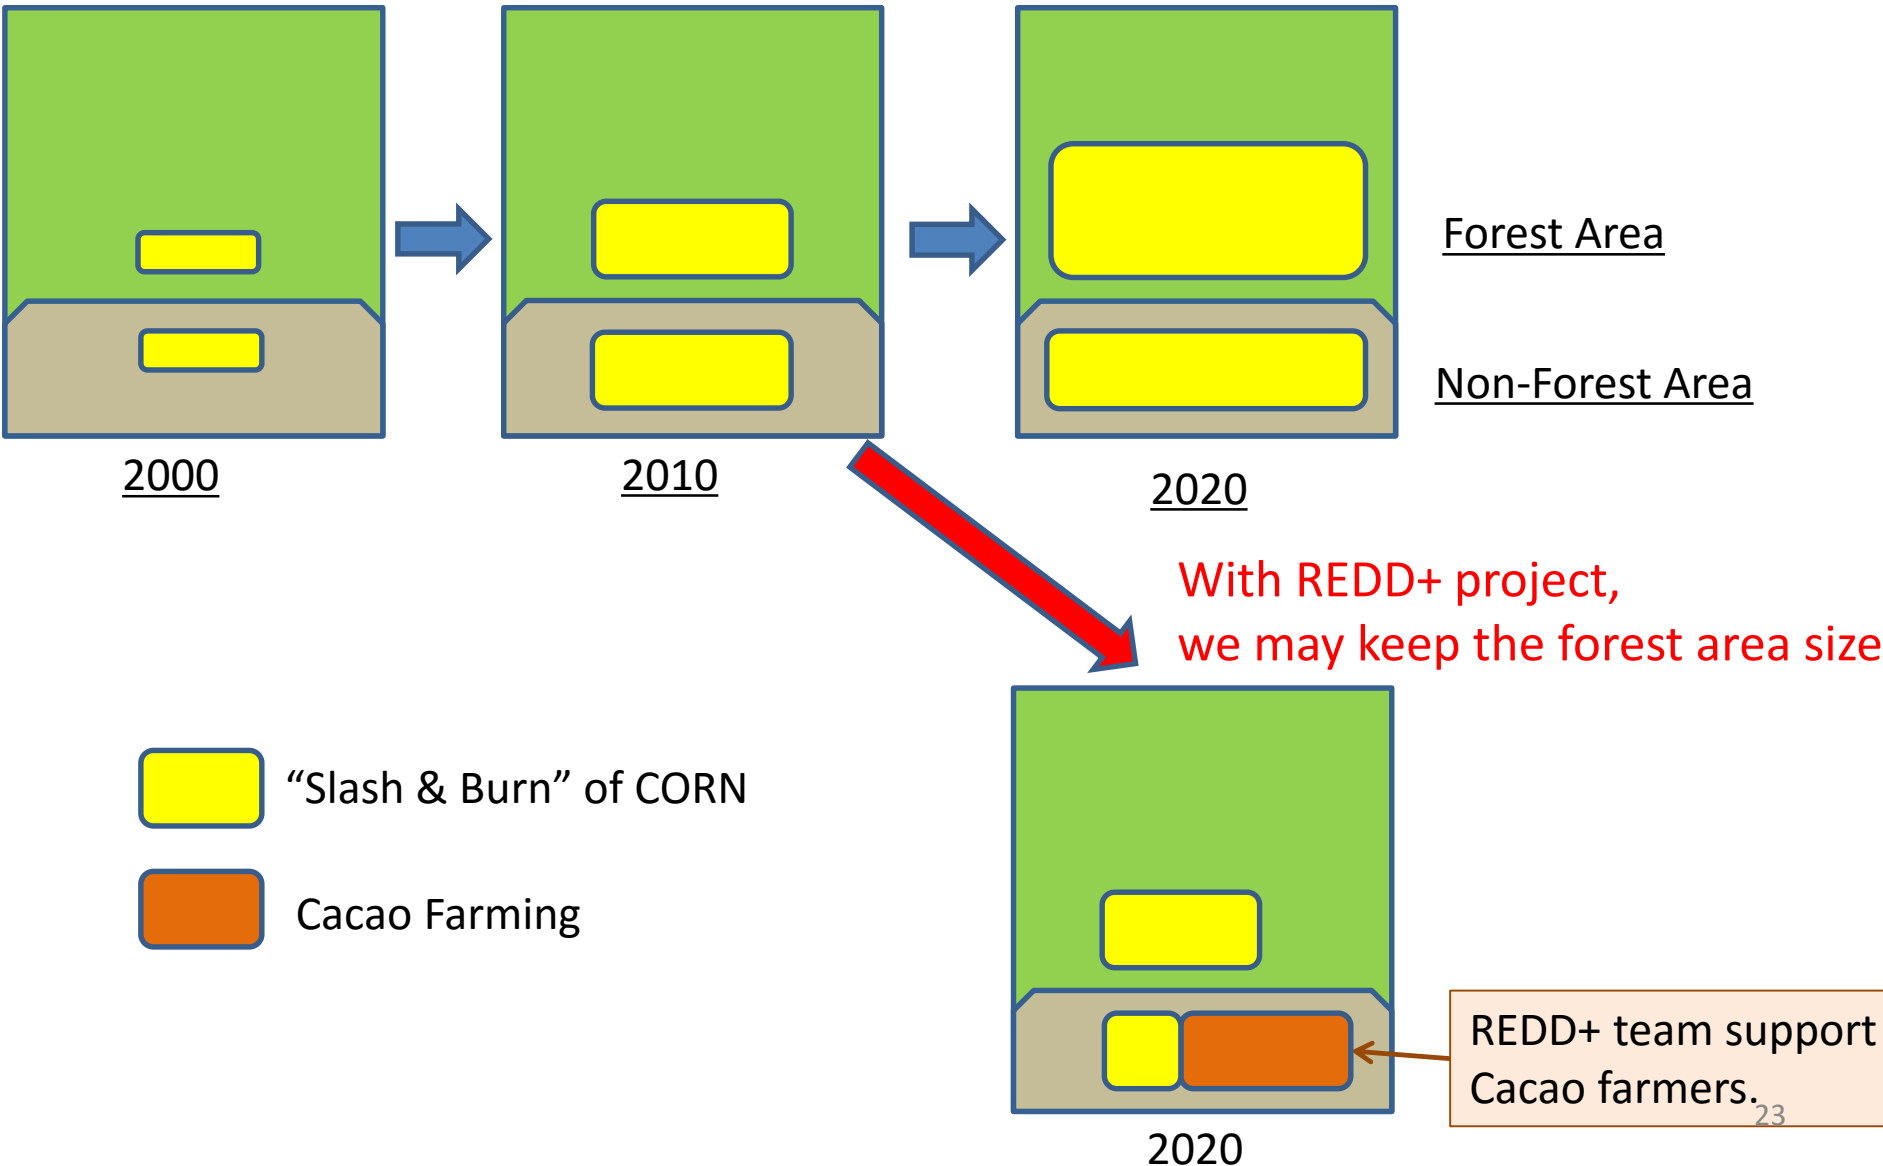 Forest Area
Non-Forest Area
2000
2010
2020
With REDD+ project,
we may keep the forest area size
“Slash & Burn” of CORN
Cacao Farming
REDD+ team support
Cacao farmers.
23
2020